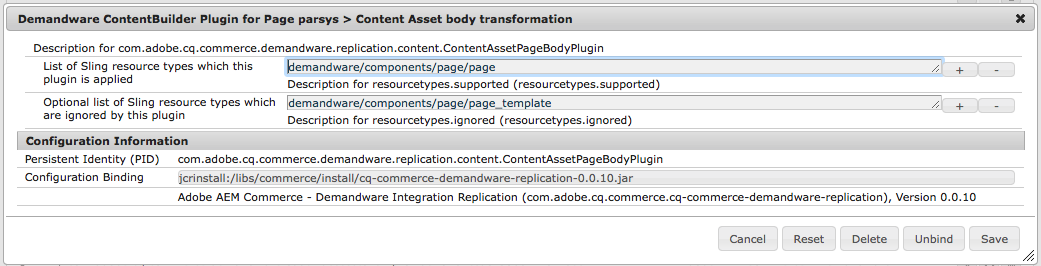 Demandware ContentBuilder Plugin for Page parsys > Content Asset body transformation
Description for com.adobe.cq.commerce.demandware.replication.content.ContentAssetPageBodyPlugin
List of Sling resource types which this plugin is applied
demandware/components/page/page
+ -
Description for resourcetypes.supported (resourcetypes.supported)
Optional list of Sling resource types which are ignored by this plugin
demandware/components/page/page_template
+ -
Description for resourcetypes.ignored (resourcetypes.ignored)
Configuration Information
Persistent Identity (PID) com.adobe.cq.commerce.demandware.replication.content.ContentAssetPageBodyPlugin
Configuration Binding jcrinstall:/libs/commerce/install/cq-commerce-demandware-replication-0.0.10.jar
Adobe AEM Commerce - Demandware Integration Replication (com.adobe.cq.commerce.cq-commerce-demandware-replication), Version 0.0.10
Cancel Reset Delete Unbind Save